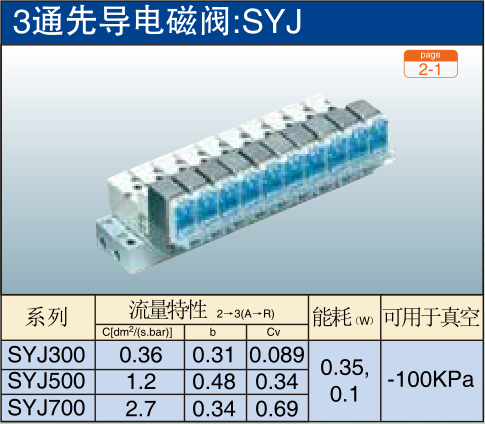 3通先导电磁阀:SYJ
page
2-1
系列 流量特性 2→3(A→R) 能耗(W) 可用于真空
C[dm²/(s.bar)] b Cv
SYJ300 0.36 0.31 0.089 0.35, 0.1 -100KPa
SYJ500 1.2 0.48 0.34
SYJ700 2.7 0.34 0.69